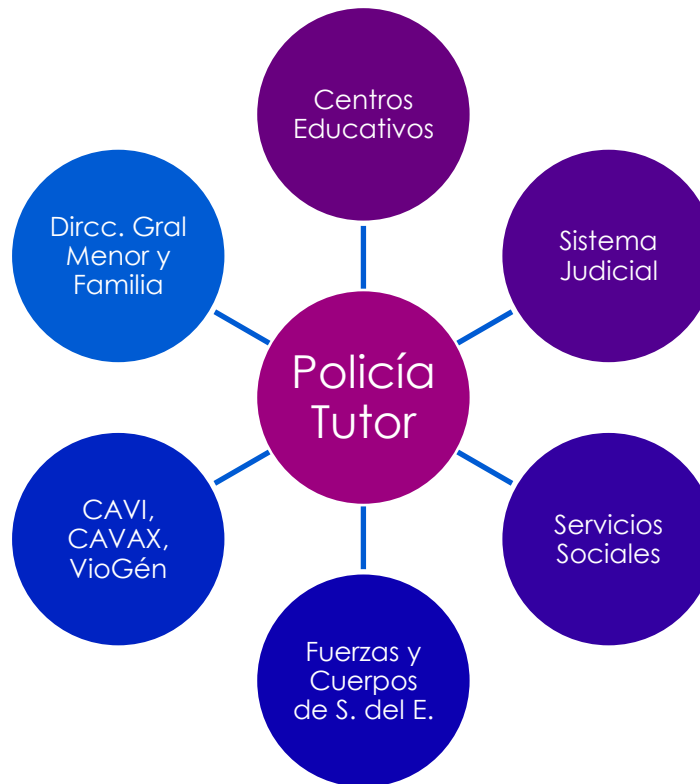 Centros
Educativos
Sistema
Judicial
Servicios
Sociales
Fuerzas y
Cuerpos
de S. del E.
CAVI,
CAVAX,
VioGén
Dircc. Gral
Menor y
Familia
Policía
Tutor